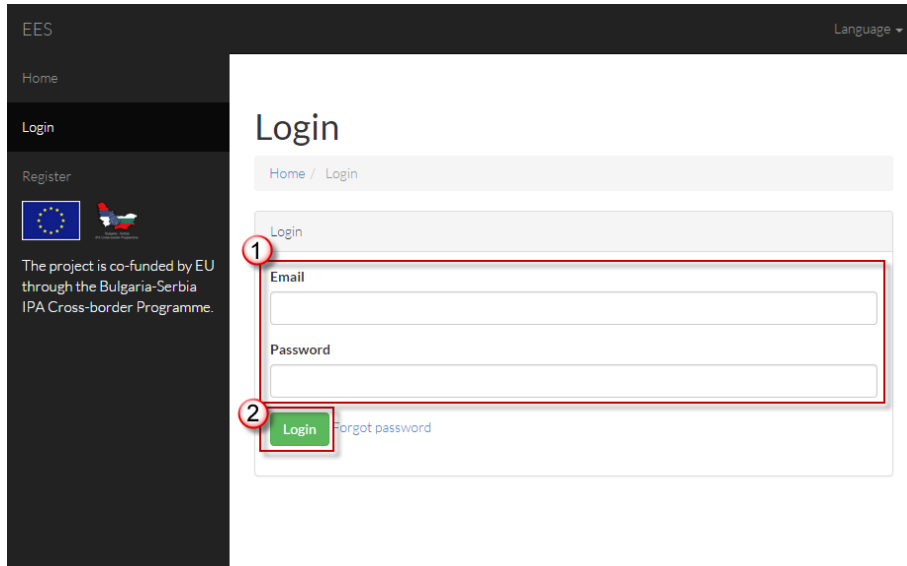 EES
Language
Home
Login
Register
The project is co-funded by EU
through the Bulgaria-Serbia
IPA Cross-border Programme.
Login
Home / Login
Login
1
Email
Password
2
Login
Forgot password